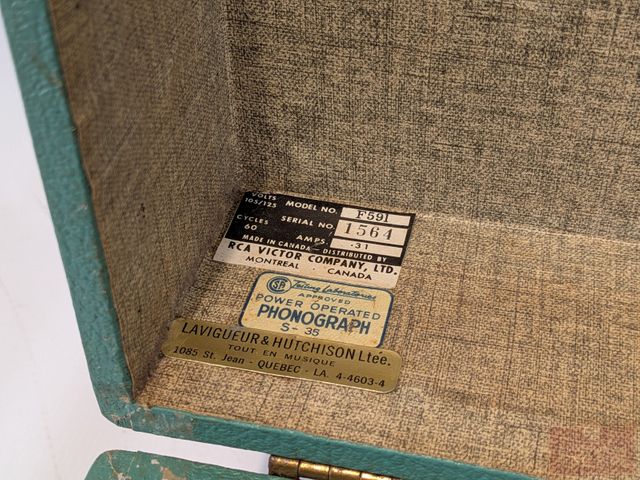 VOLTS
105/125
MODEL NO. F591
CYCLES
60
SERIAL NO. 1564
AMPS. .31
MADE IN CANADA - DISTRIBUTED BY
RCA VICTOR COMPANY, LTD.
MONTREAL . CANADA
Testing Laboratories
APPROVED
POWER OPERATED
PHONOGRAPH
S - 35
LAVIGUEUR & HUTCHISON Ltée.
TOUT EN MUSIQUE
1085 St. Jean - QUEBEC - LA. 4-4603-4